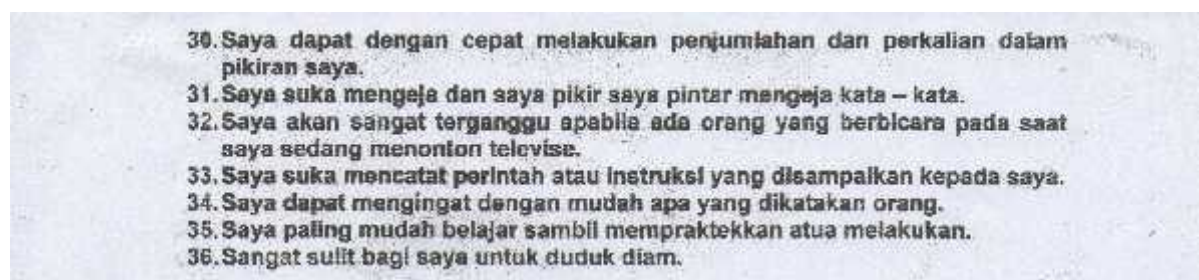 30. Saya dapat dengan cepat melakukan penjumlahan dan perkalian dalam
pikiran saya.
31. Saya suka mengeja dan saya pikir saya pintar mengeja kata – kata.
32. Saya akan sangat terganggu apabila ada orang yang berbicara pada saat
saya sedang menonton televise.
33. Saya suka mencatat perintah atau instruksi yang disampaikan kepada saya.
34. Saya dapat mengingat dengan mudah apa yang dikatakan orang.
35. Saya paling mudah belajar sambil mempraktekkan atua melakukan.
36. Sangat sulit bagi saya untuk duduk diam.